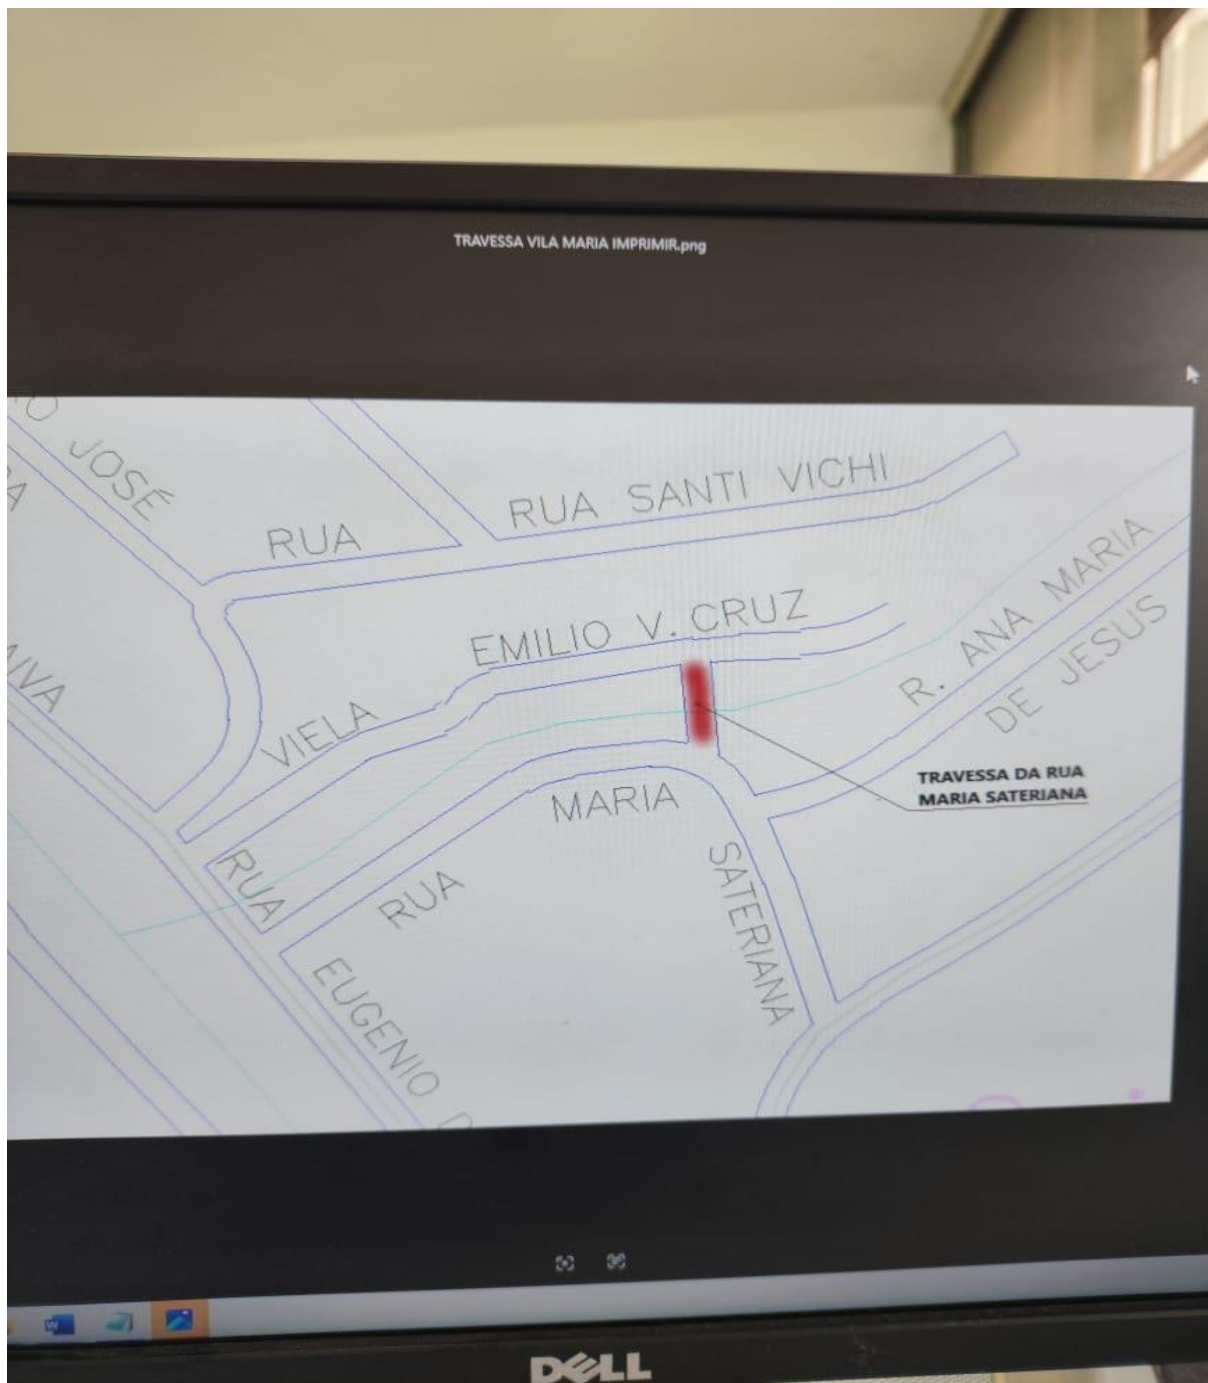 TRAVESSA VILA MARIA IMPRIMIR.png
JOSÉ
RUA
RUA SANTI VICHI
EMILIO V. CRUZ
VIELA
R. ANA MARIA
DE JESUS
TRAVESSA DA RUA
MARIA SATERIANA
MARIA
SATERIANA
RUA
RUA
EUGENIO D
DELL